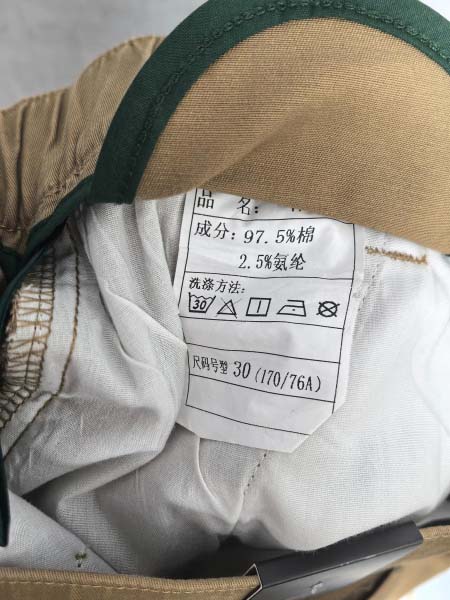 品 名:
成分: 97.5%棉
2.5%氨纶
洗涤方法:
30
尺码号型 30 (170/76A)